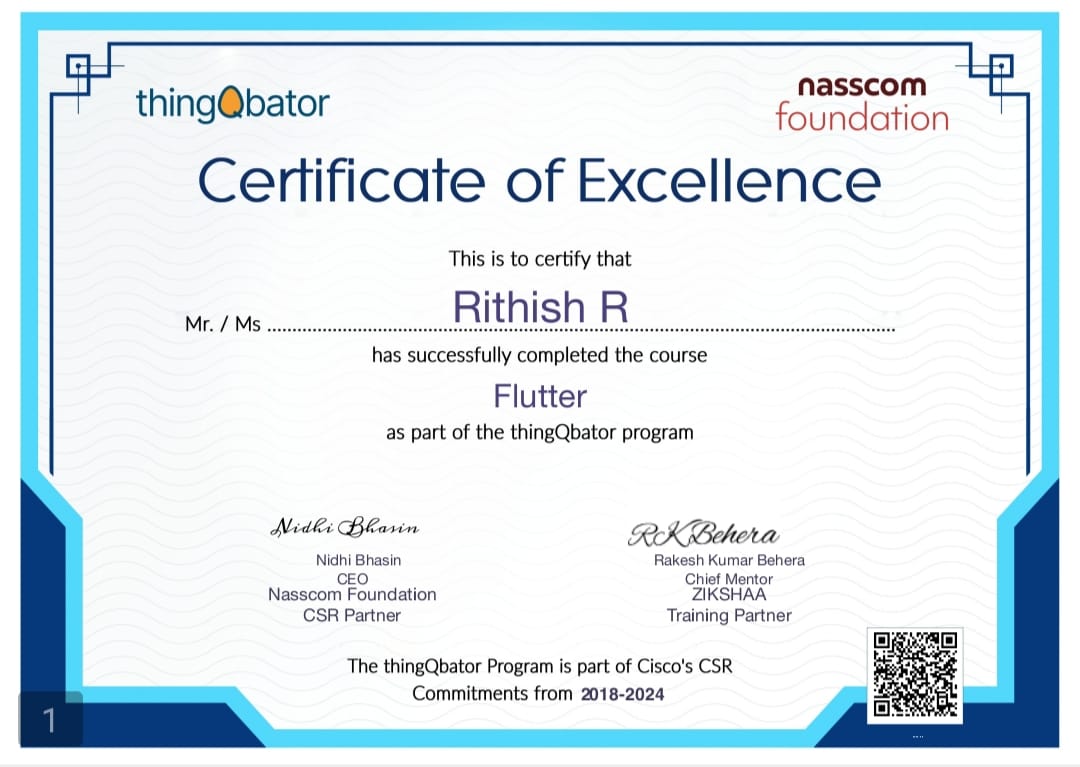 thingQbator
nasscom
foundation
Certificate of Excellence
This is to certify that
Rithish R
Mr. / Ms ........................................................................................................
has successfully completed the course
Flutter
as part of the thingQbator program
Nidhi Bhasin
RKBehera
Nidhi Bhasin
CEO
Nasscom Foundation
CSR Partner
Rakesh Kumar Behera
Chief Mentor
ZIKSHAA
Training Partner
The thingQbator Program is part of Cisco's CSR
Commitments from 2018-2024
1